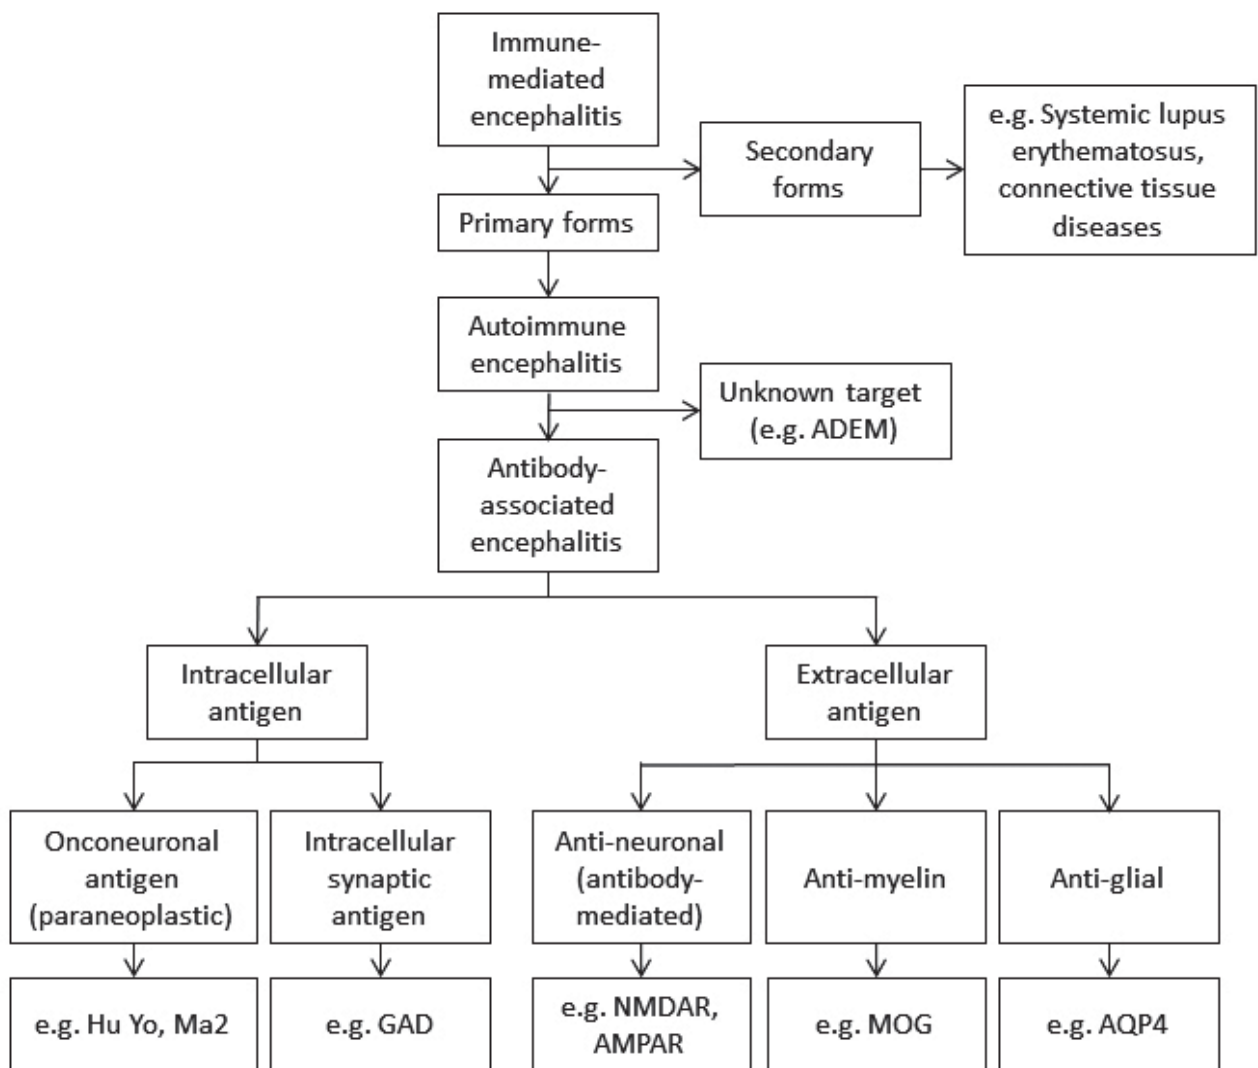 Immune-
mediated
encephalitis
Secondary
forms
e.g. Systemic lupus
erythematosus,
connective tissue
diseases
Primary forms
Autoimmune
encephalitis
Unknown target
(e.g. ADEM)
Antibody-
associated
encephalitis
Intracellular
antigen
Extracellular
antigen
Onconeuronal
antigen
(paraneoplastic)
Intracellular
synaptic
antigen
Anti-neuronal
(antibody-
mediated)
Anti-myelin
Anti-glial
e.g. Hu Yo, Ma2
e.g. GAD
e.g. NMDAR,
AMPAR
e.g. MOG
e.g. AQP4